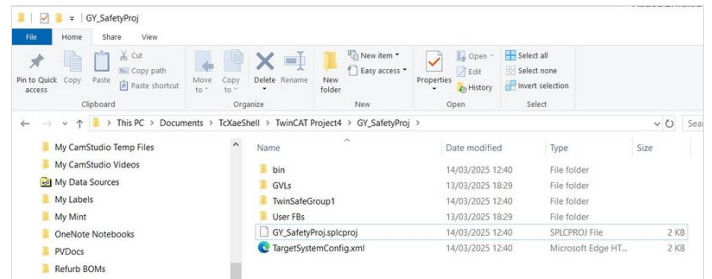 GY_SafetyProj
File Home Share View
Pin to Quick access
Copy
Paste
Cut
Copy path
Paste shortcut
Clipboard
Move to
Copy to
Delete
Rename
Organize
New folder
New item
Easy access
New
Properties
Open
Edit
History
Open
Select all
Select none
Invert selection
Select
This PC > Documents > TcXaeShell > TwinCAT Project4 > GY_SafetyProj >
My CamStudio Temp Files
My CamStudio Videos
My Data Sources
My Labels
My Mint
OneNote Notebooks
PVDocs
Refurb BOMs
Name Date modified Type Size
bin 14/03/2025 12:40 File folder
GVLs 13/03/2025 18:29 File folder
TwinSafeGroup1 14/03/2025 12:40 File folder
User FBs 13/03/2025 18:29 File folder
GY_SafetyProj.splcproj 14/03/2025 12:40 SPLCPROJ File 2 KB
TargetSystemConfig.xml 14/03/2025 12:40 Microsoft Edge HT... 2 KB